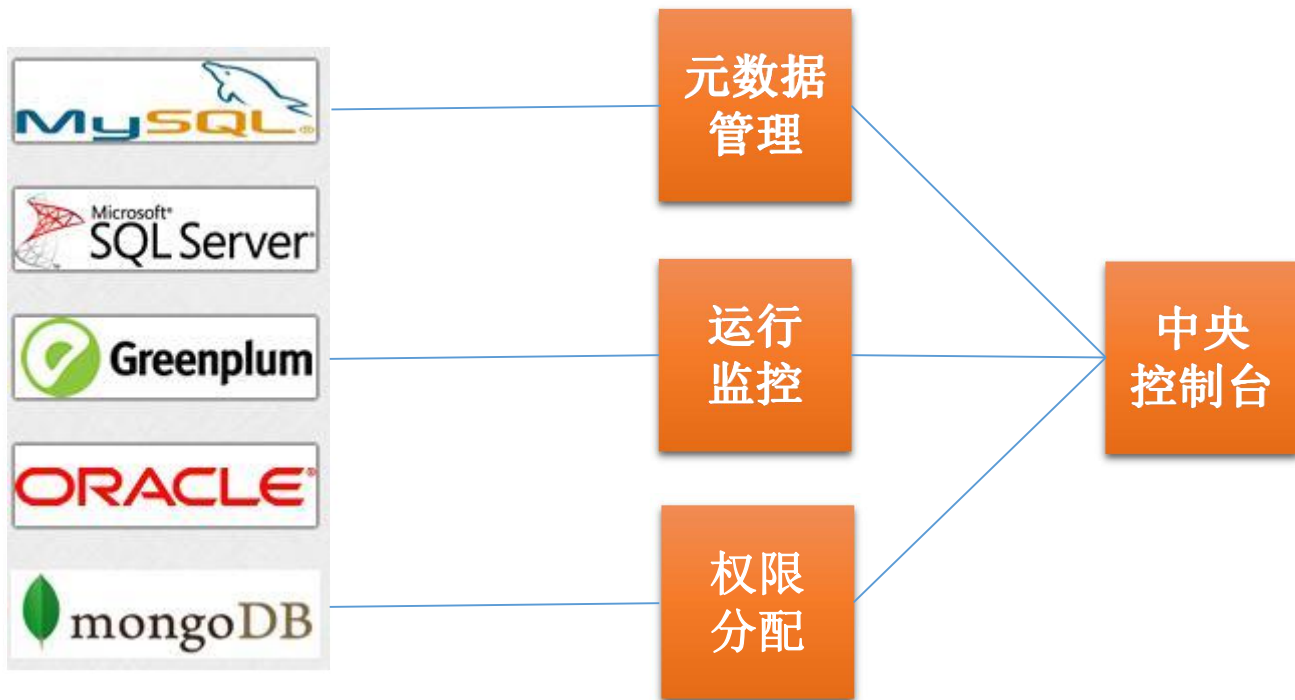 MySQL®
Microsoft®
SQL Server®
Greenplum
ORACLE®
mongoDB
元数据
管理
运行
监控
权限
分配
中央
控制台